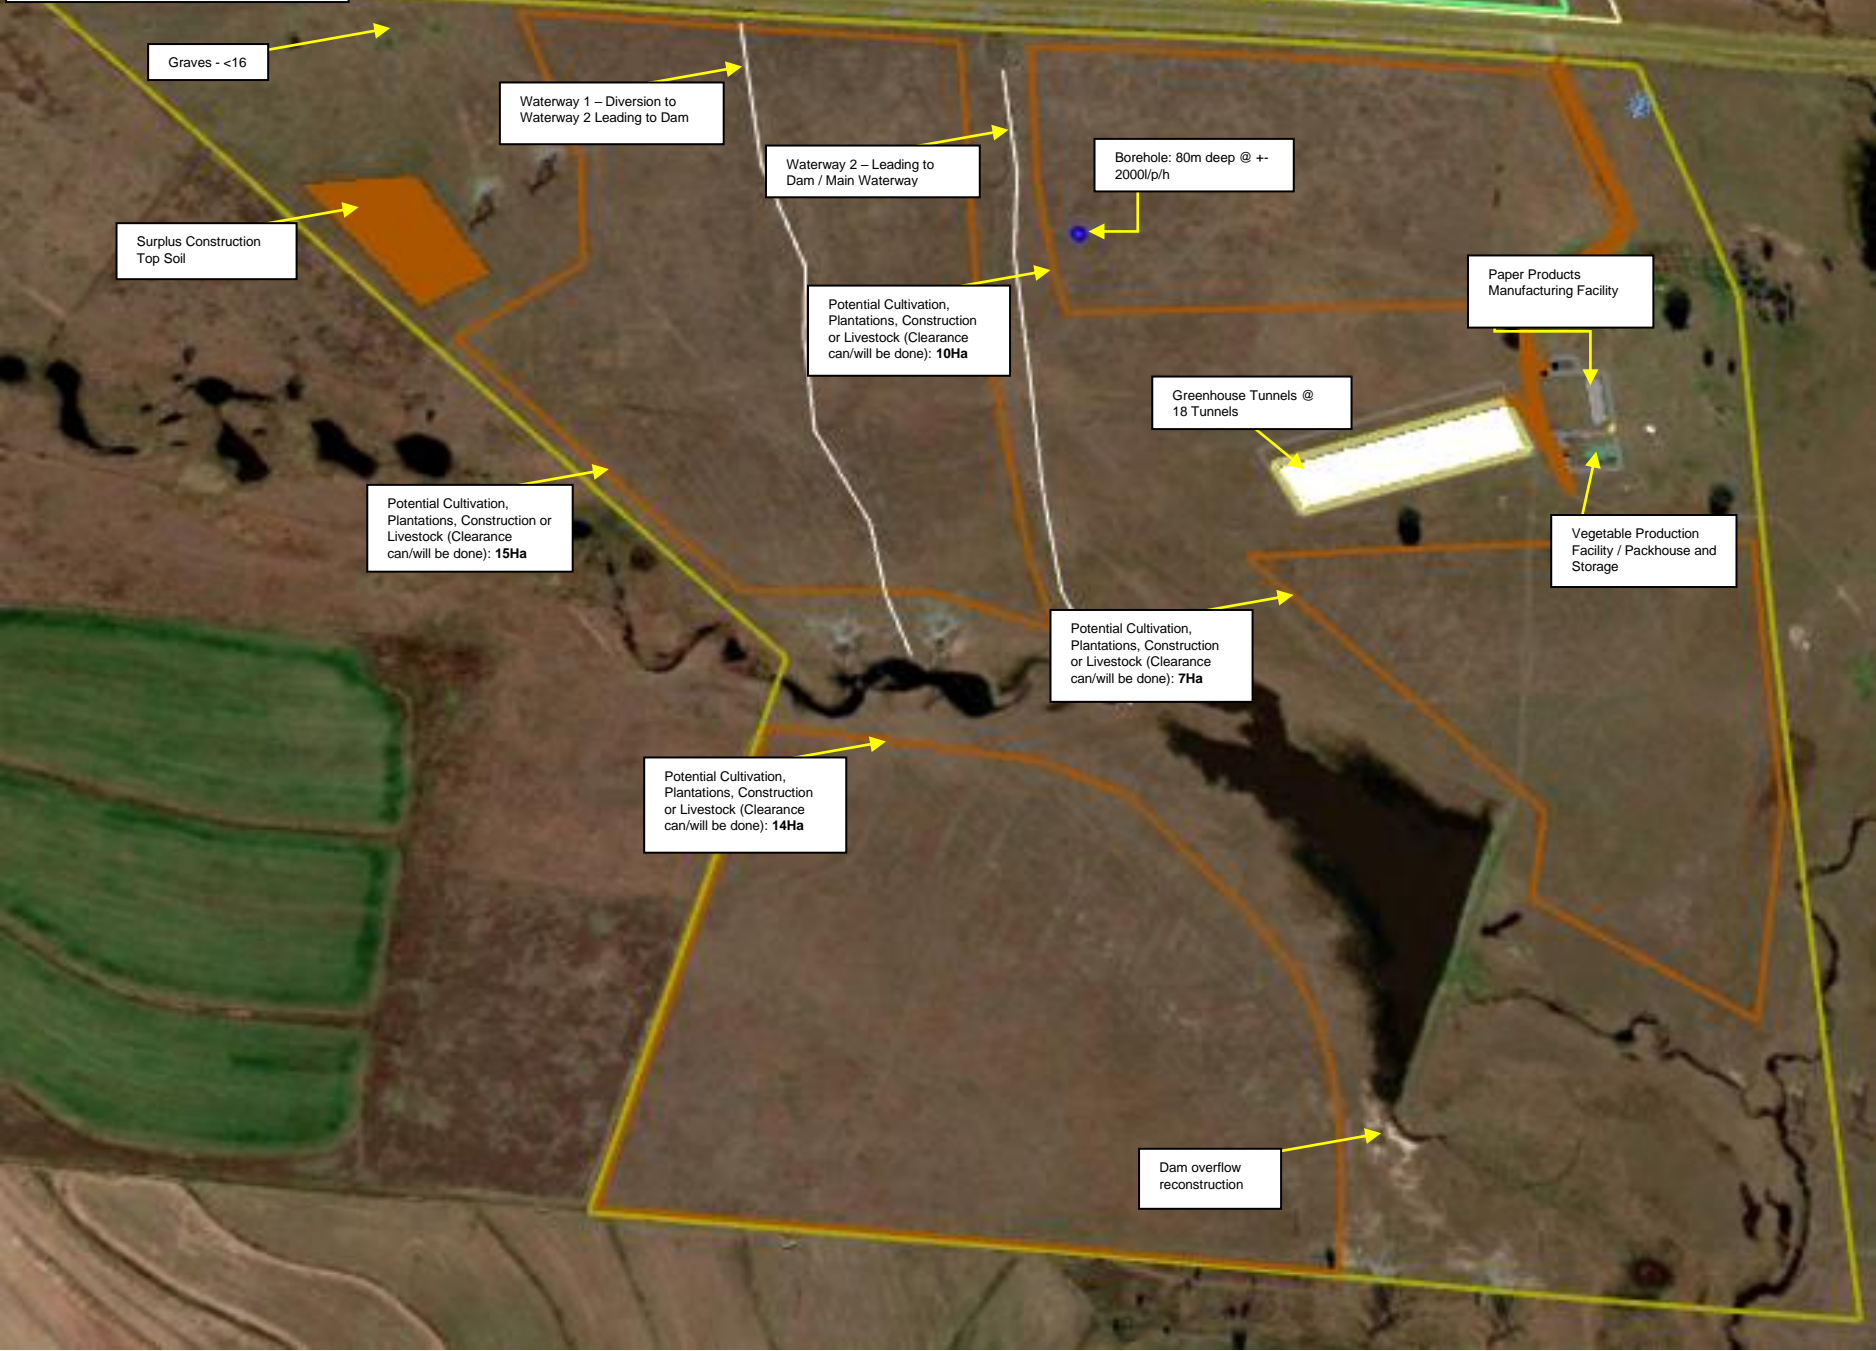 Graves - <16
Waterway 1 – Diversion to
Waterway 2 Leading to Dam
Waterway 2 – Leading to
Dam / Main Waterway
Borehole: 80m deep @ +-
2000l/p/h
Surplus Construction
Top Soil
Paper Products
Manufacturing Facility
Potential Cultivation,
Plantations, Construction
or Livestock (Clearance
can/will be done): 10Ha
Greenhouse Tunnels @
18 Tunnels
Potential Cultivation,
Plantations, Construction or
Livestock (Clearance
can/will be done): 15Ha
Vegetable Production
Facility / Packhouse and
Storage
Potential Cultivation,
Plantations, Construction
or Livestock (Clearance
can/will be done): 7Ha
Potential Cultivation,
Plantations, Construction
or Livestock (Clearance
can/will be done): 14Ha
Dam overflow
reconstruction